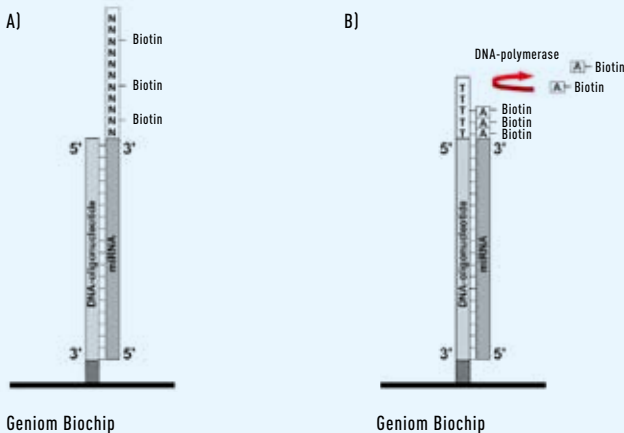 A)
N
N
N
N
N
N
N
N
N
N
N
Biotin
Biotin
Biotin
5'
3'
DNA-oligonucleotide
miRNA
3'
5'
Geniom Biochip
B)
DNA-polymerase
A
Biotin
A
Biotin
T
T
T
T
T
A
Biotin
A
Biotin
A
Biotin
5'
3'
DNA-oligonucleotide
miRNA
3'
5'
Geniom Biochip